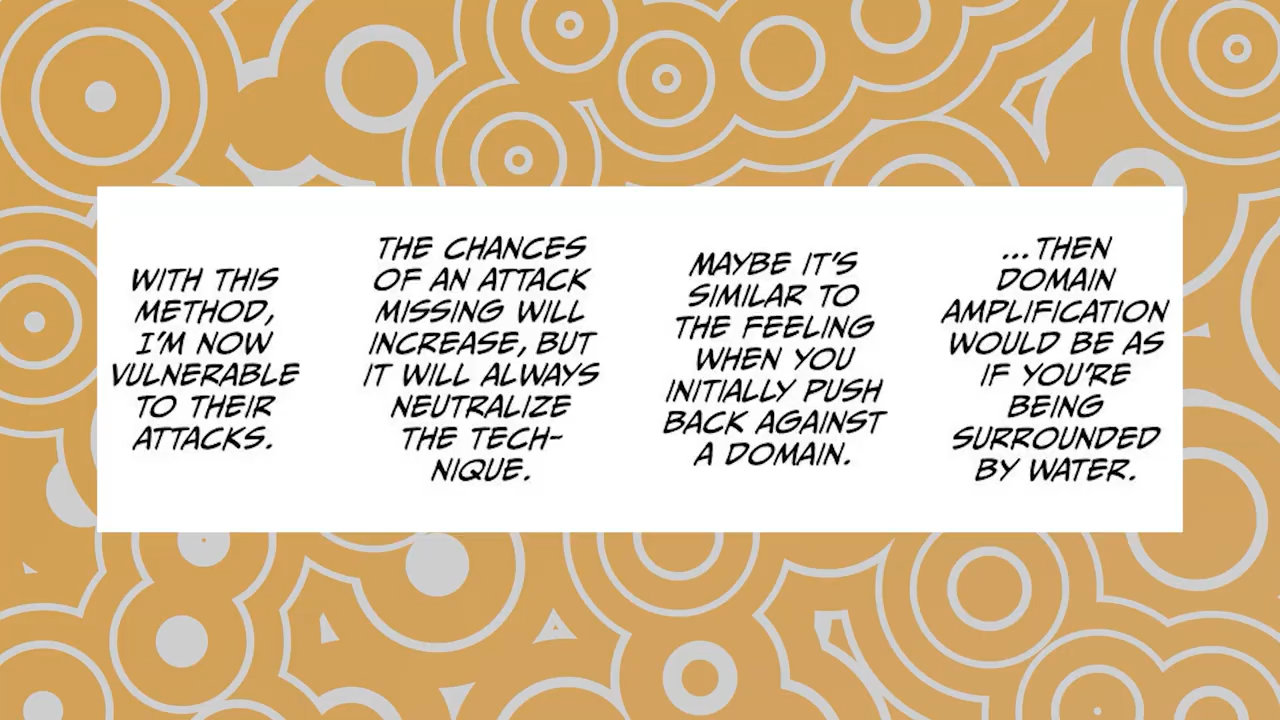 WITH THIS
METHOD,
I'M NOW
VULNERABLE
TO THEIR
ATTACKS.
THE CHANCES
OF AN ATTACK
MISSING WILL
INCREASE, BUT
IT WILL ALWAYS
NEUTRALIZE
THE TECH-
NIQUE.
MAYBE IT'S
SIMILAR TO
THE FEELING
WHEN YOU
INITIALLY PUSH
BACK AGAINST
A DOMAIN.
...THEN
DOMAIN
AMPLIFICATION
WOULD BE AS
IF YOU'RE
BEING
SURROUNDED
BY WATER.